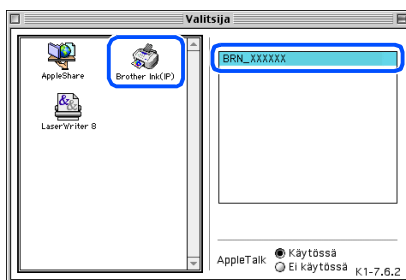 Valitsija
AppleShare
Brother Ink(IP)
LaserWriter 8
BRN_XXXXXX
AppleTalk
Käytössä
Ei käytössä
K1-7.6.2